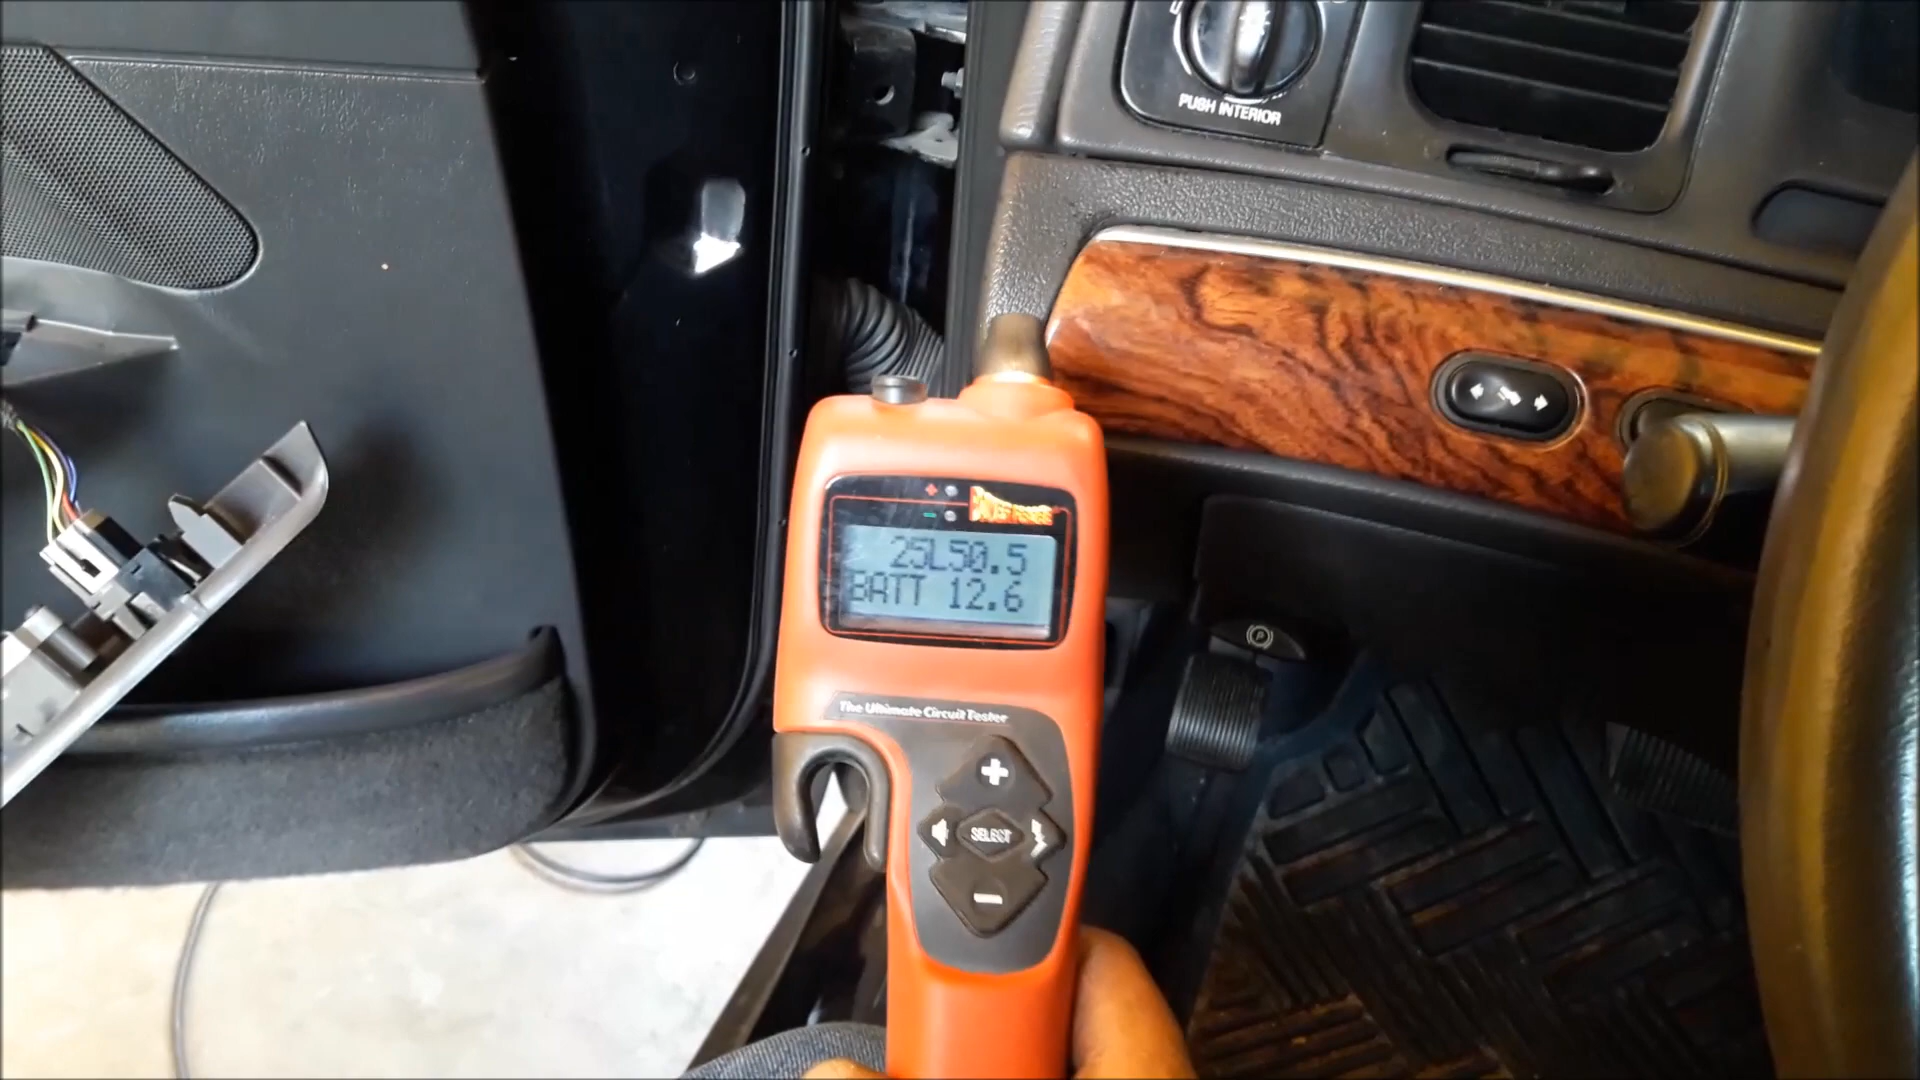 PUSH INTERIOR
25L50.5
BATT 12.6
The Ultimate Circuit Tester
SELECT
P